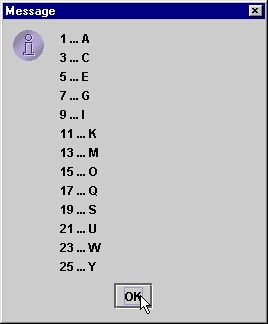 Message
1 ... A
3 ... C
5 ... E
7 ... G
9 ... I
11 ... K
13 ... M
15 ... O
17 ... Q
19 ... S
21 ... U
23 ... W
25 ... Y
OK